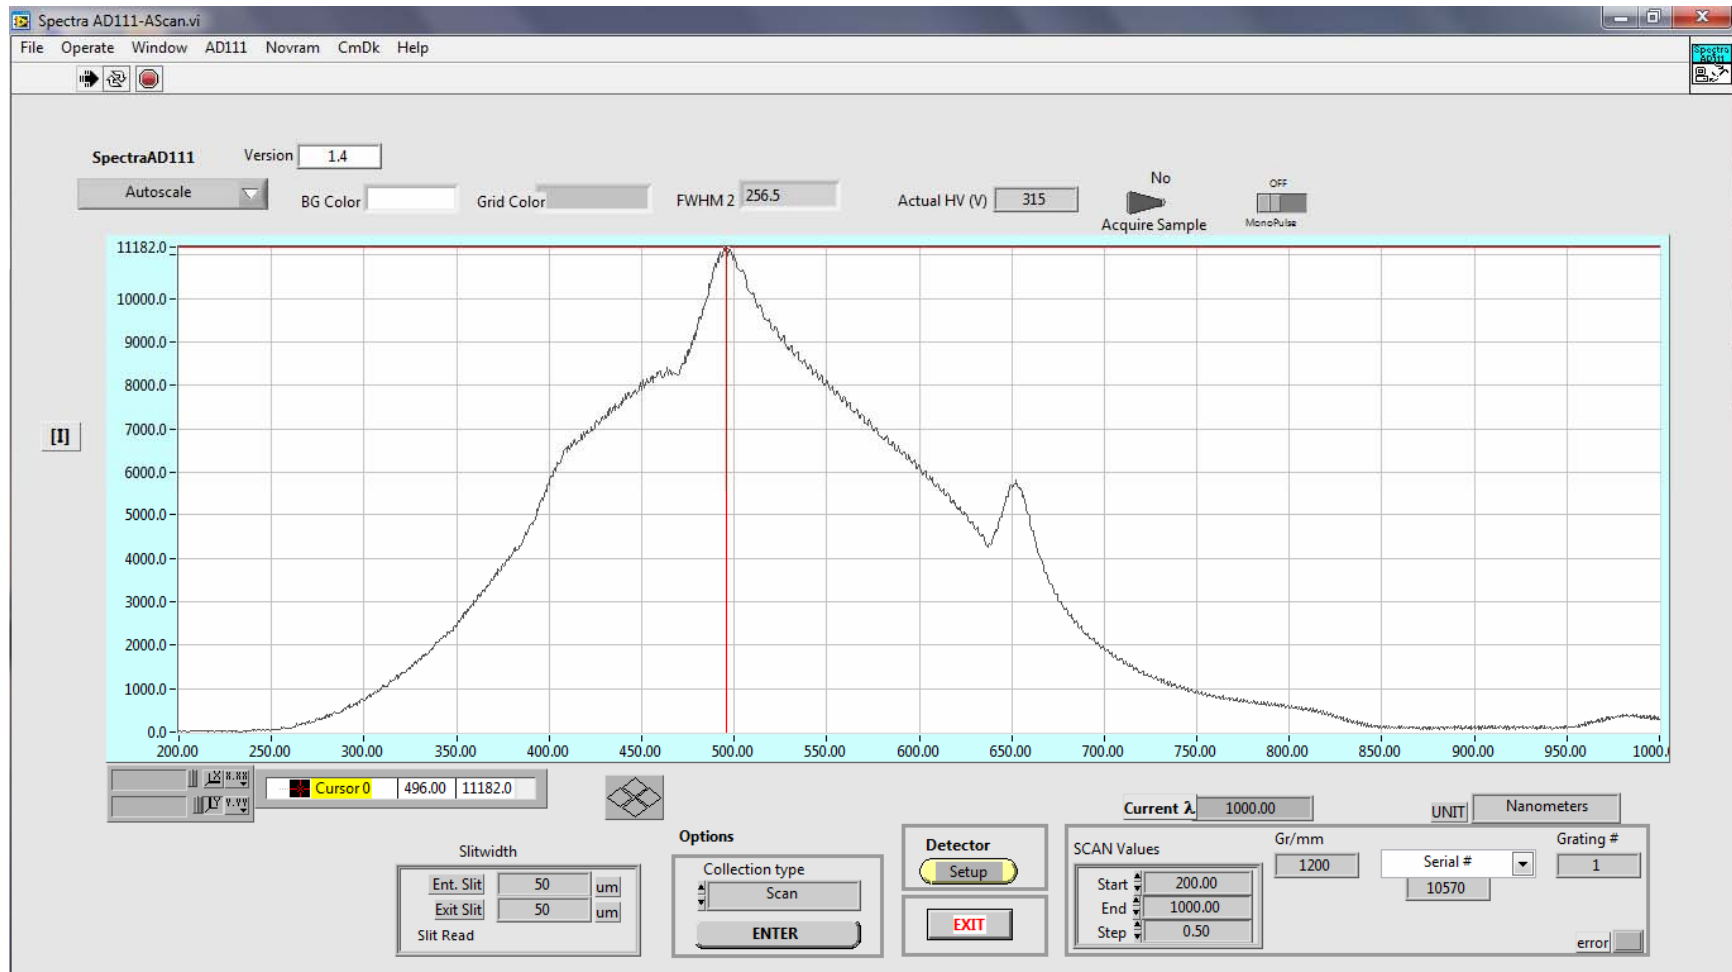 Spectra AD111-AScan.vi
File Operate Window AD111 Novram CmDk Help
Spectra
AD111
SpectraAD111 Version 1.4
Autoscale
BG Color
Grid Color
FWHM 2 256.5
Actual HV (V) 315
No
Acquire Sample
OFF
MonoPulse
[I]
11182.0
10000.0
9000.0
8000.0
7000.0
6000.0
5000.0
4000.0
3000.0
2000.0
1000.0
0.0
200.00 250.00 300.00 350.00 400.00 450.00 500.00 550.00 600.00 650.00 700.00 750.00 800.00 850.00 900.00 950.00 1000.
X X.XX
Y Y.YY
Cursor 0 496.00 11182.0
Current λ 1000.00
UNIT Nanometers
Slitwidth
Ent. Slit 50 um
Exit Slit 50 um
Slit Read
Options
Collection type
Scan
ENTER
Detector
Setup
EXIT
SCAN Values
Start 200.00
End 1000.00
Step 0.50
Gr/mm
1200
Serial #
10570
Grating #
1
error